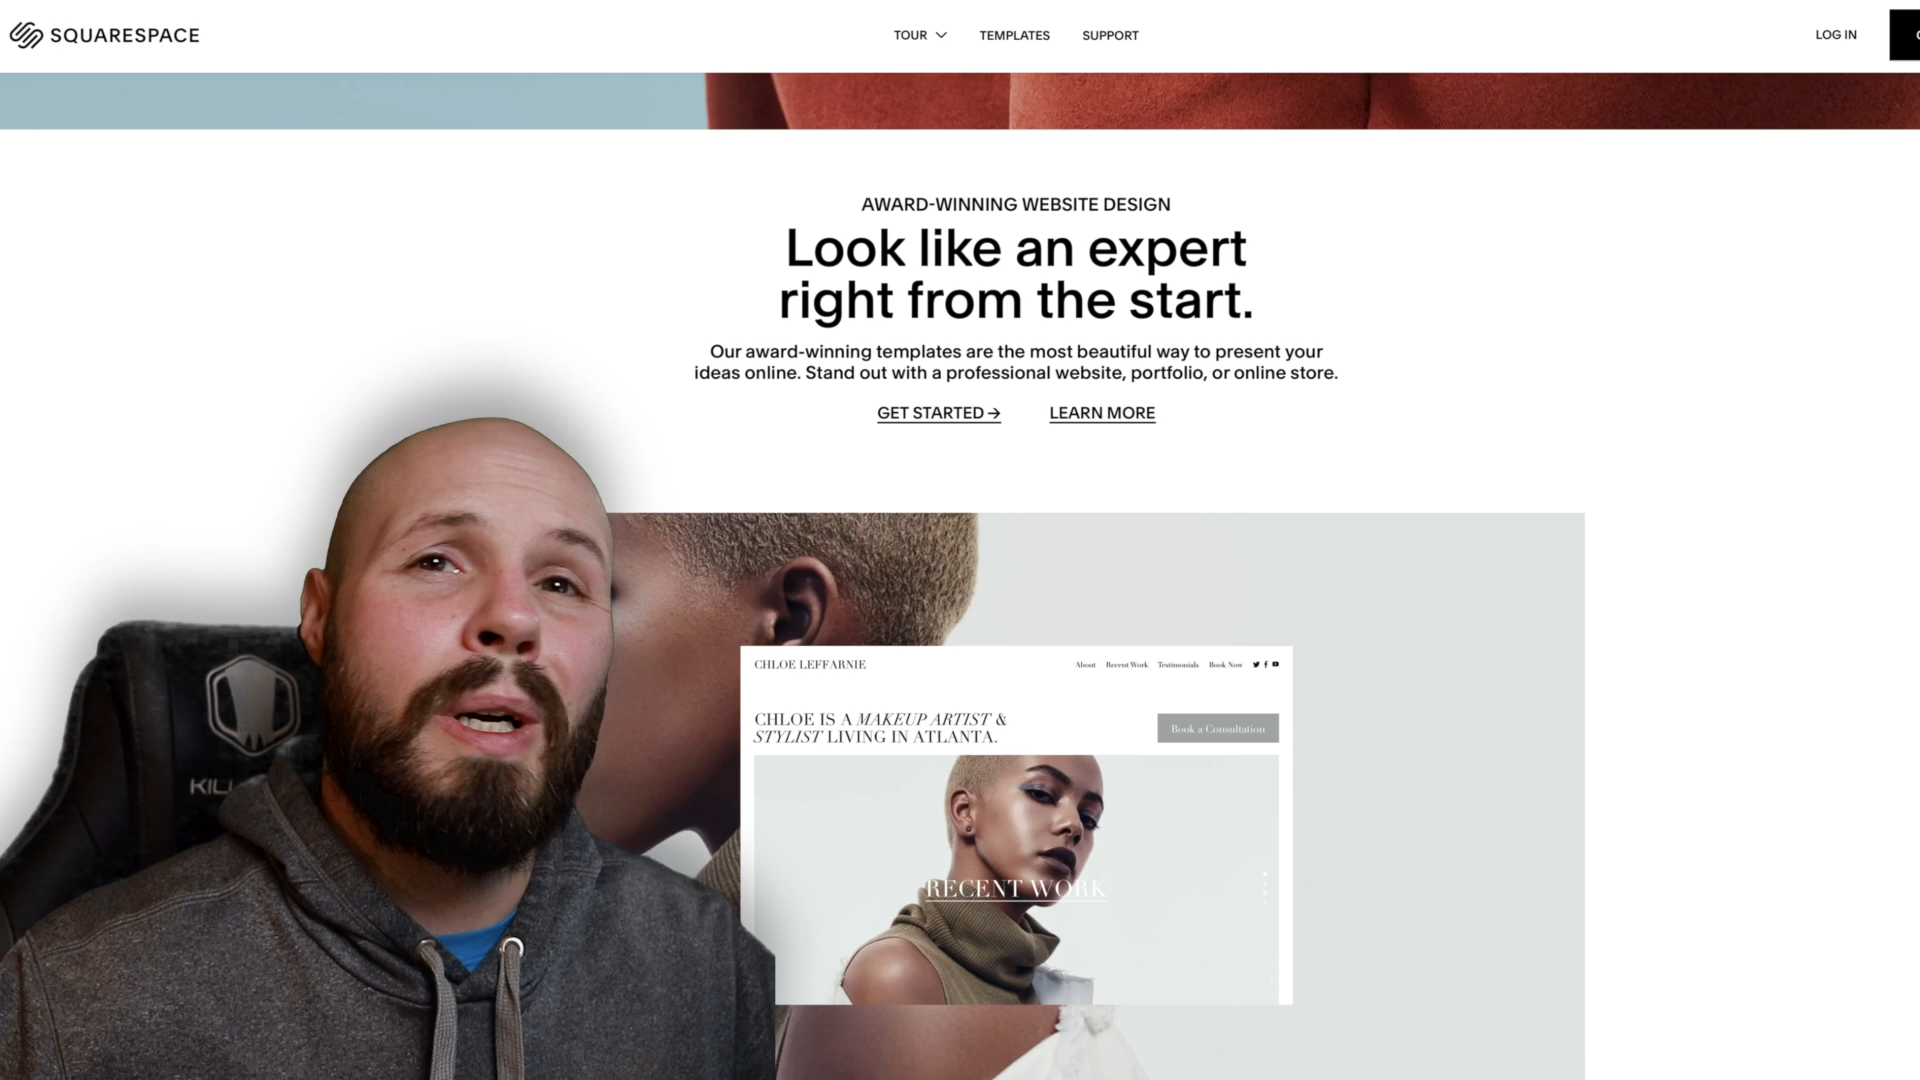 SQUARESPACE
TOUR
TEMPLATES
SUPPORT
LOG IN
AWARD-WINNING WEBSITE DESIGN
Look like an expert
right from the start.
Our award-winning templates are the most beautiful way to present your
ideas online. Stand out with a professional website, portfolio, or online store.
GET STARTED →
LEARN MORE
CHLOE LEFFARNIE
About
Recent Work
Testimonials
Book Now
CHLOE IS A MAKEUP ARTIST &
STYLIST LIVING IN ATLANTA.
Book a Consultation
RECENT WORK